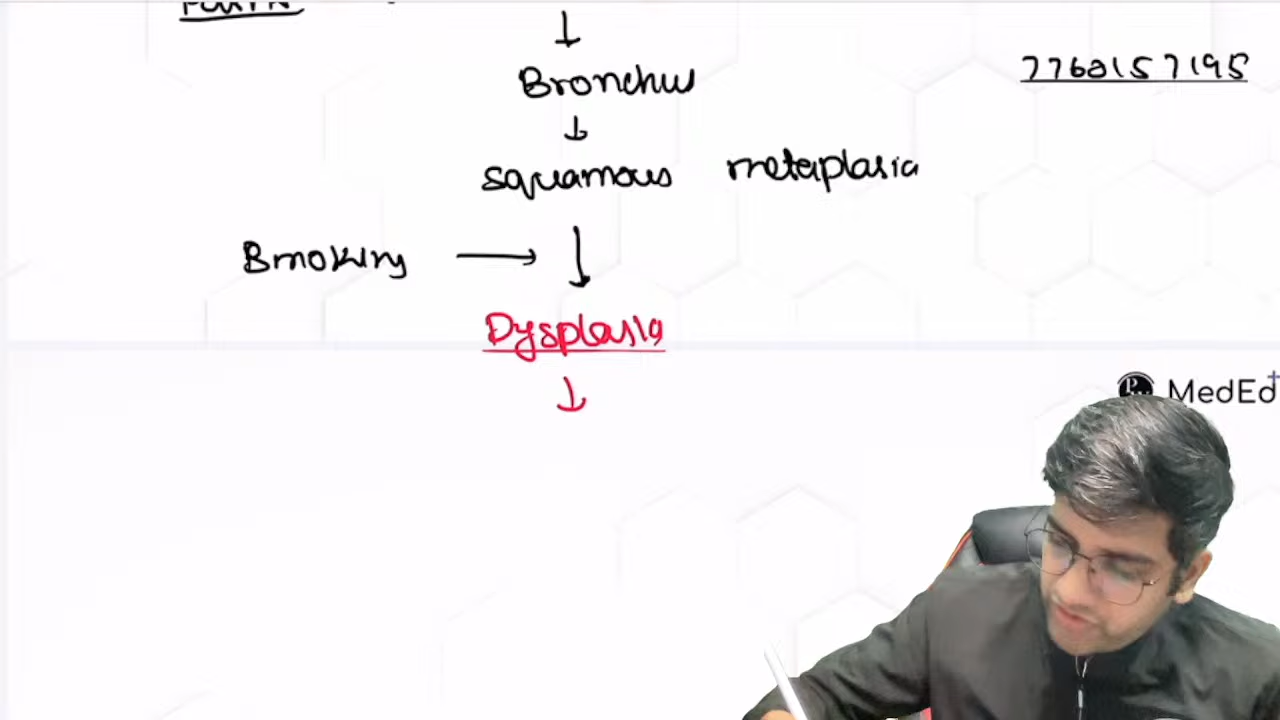 ↓
Bronchus
7760157195
↓
squamous metaplasia
Smoking → ↓
Dysplasia
↓
MedEd